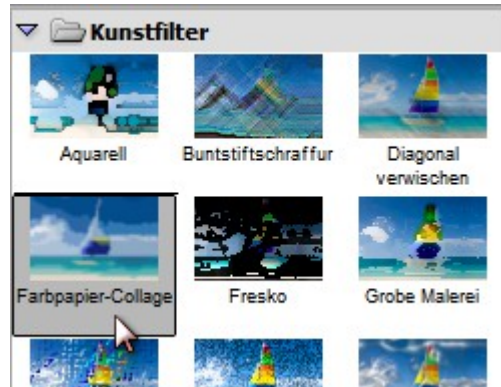 Kunstfilter
Aquarell
Buntstiftschraffur
Diagonal
verwischen
Farbpapier-Collage
Fresko
Grobe Malerei